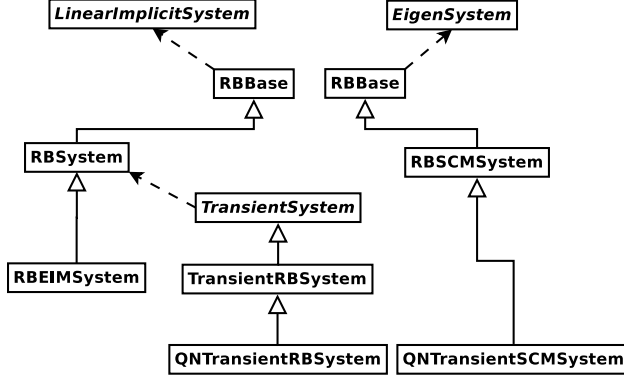 LinearImplicitSystem
EigenSystem
RBBase
RBBase
RBSystem
RBSCMSystem
TransientSystem
RBEIMSystem
TransientRBSystem
QNTransientRBSystem
QNTransientSCMSystem